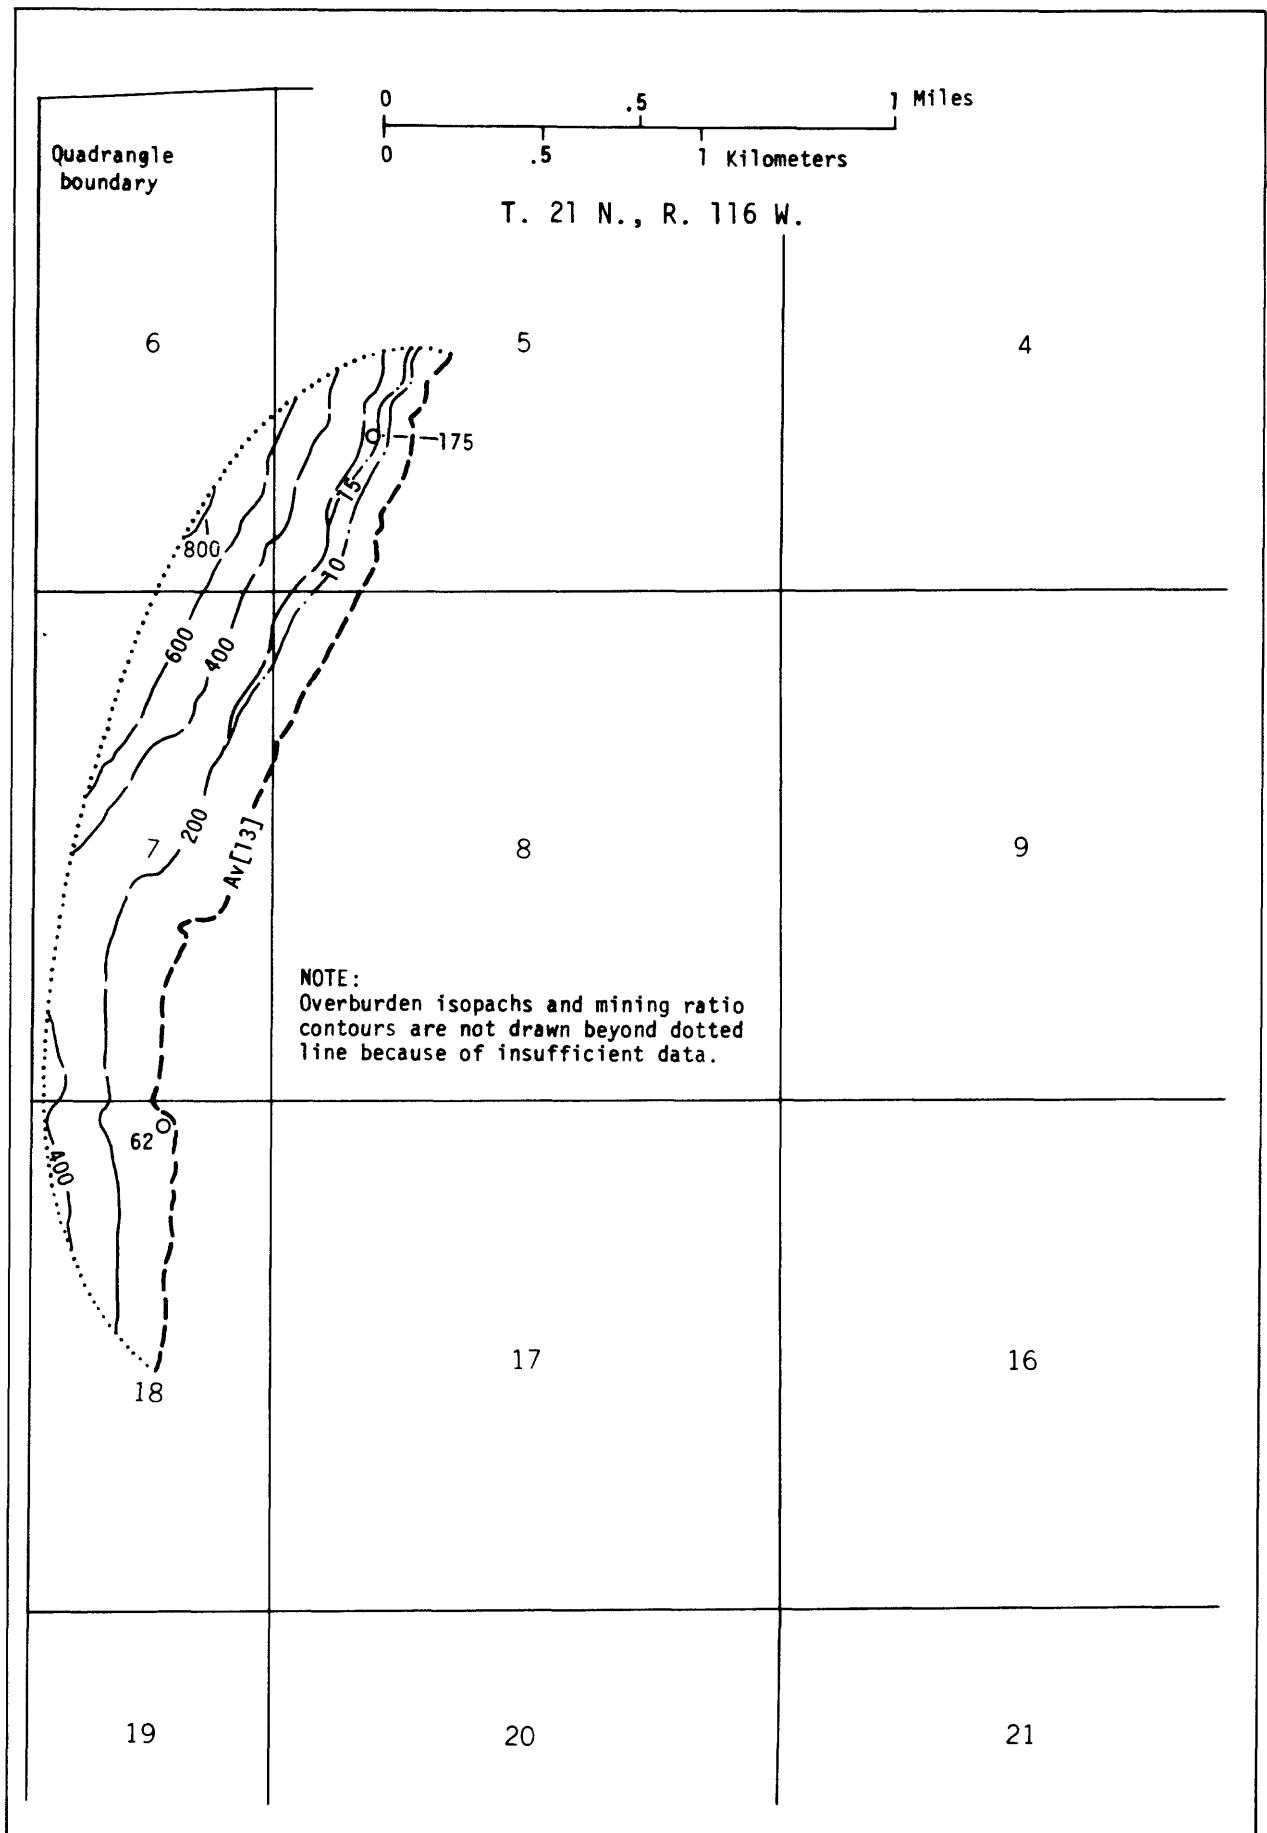 0 .5 1 Miles
0 .5 1 Kilometers
Quadrangle
boundary
T. 21 N., R. 116 W.
6 5 4
175
15
800
10
600
400
200
7 8 9
Av[13]
NOTE:
Overburden isopachs and mining ratio
contours are not drawn beyond dotted
line because of insufficient data.
62
400
17 16
18
19 20 21